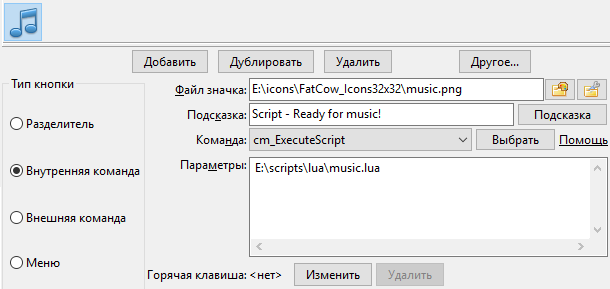 Добавить Дублировать Удалить Другое...
Тип кнопки
Разделитель
Внутренняя команда
Внешняя команда
Меню
Файл значка: E:\icons\FatCow_Icons32x32\music.png
Подсказка: Script - Ready for music! Подсказка
Команда: cm_ExecuteScript Выбрать Помощь
Параметры: E:\scripts\lua\music.lua
Горячая клавиша: <нет> Изменить Удалить